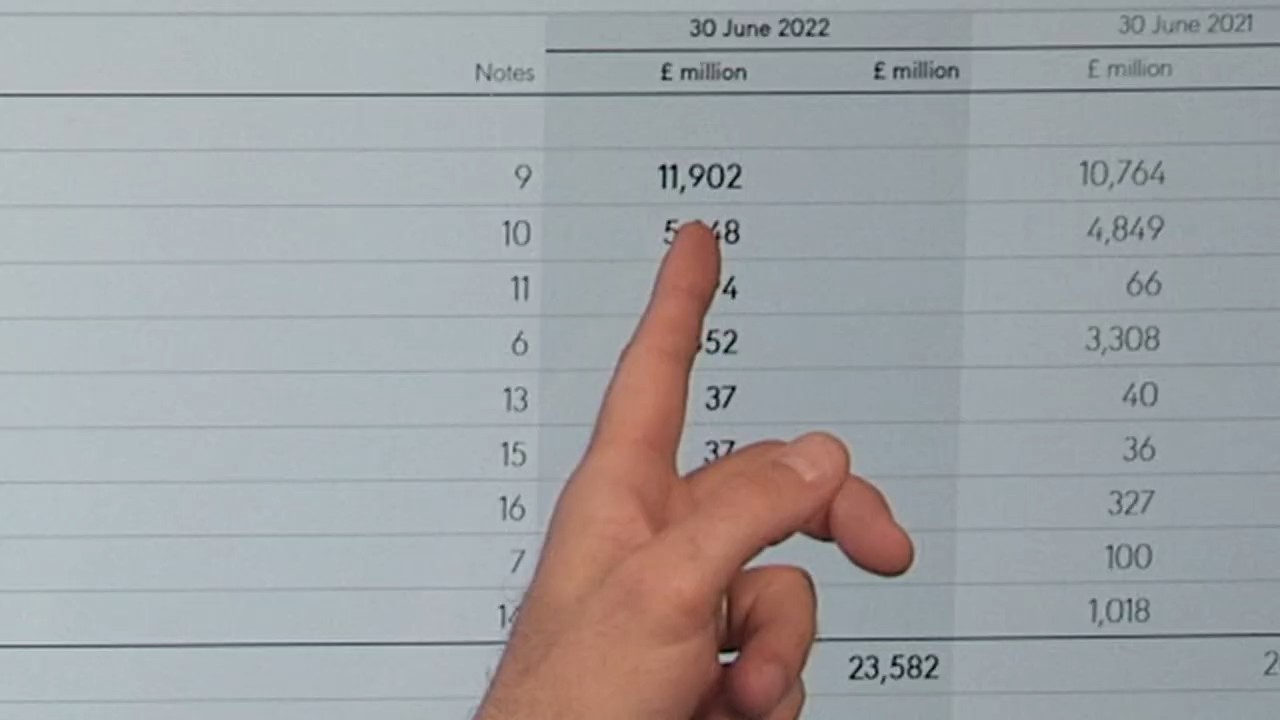 30 June 2022 30 June 2021
Notes £ million £ million £ million
9 11,902 10,764
10 4,849
11 66
6 3,308
13 37 40
15 37 36
16 327
7 100
1,018
23,582